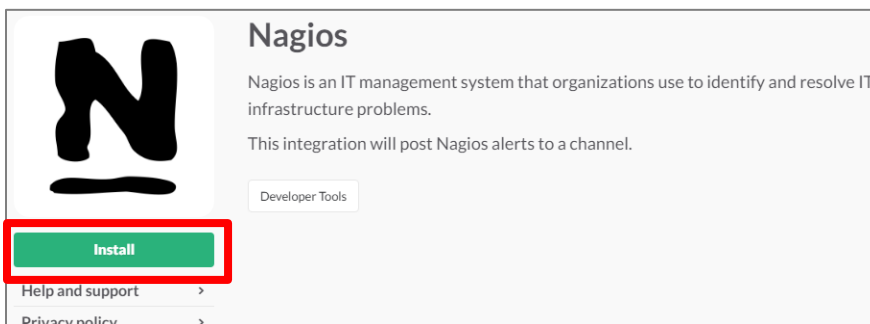 Nagios
Nagios is an IT management system that organizations use to identify and resolve IT
infrastructure problems.
This integration will post Nagios alerts to a channel.
Developer Tools
Install
Help and support
Privacy policy